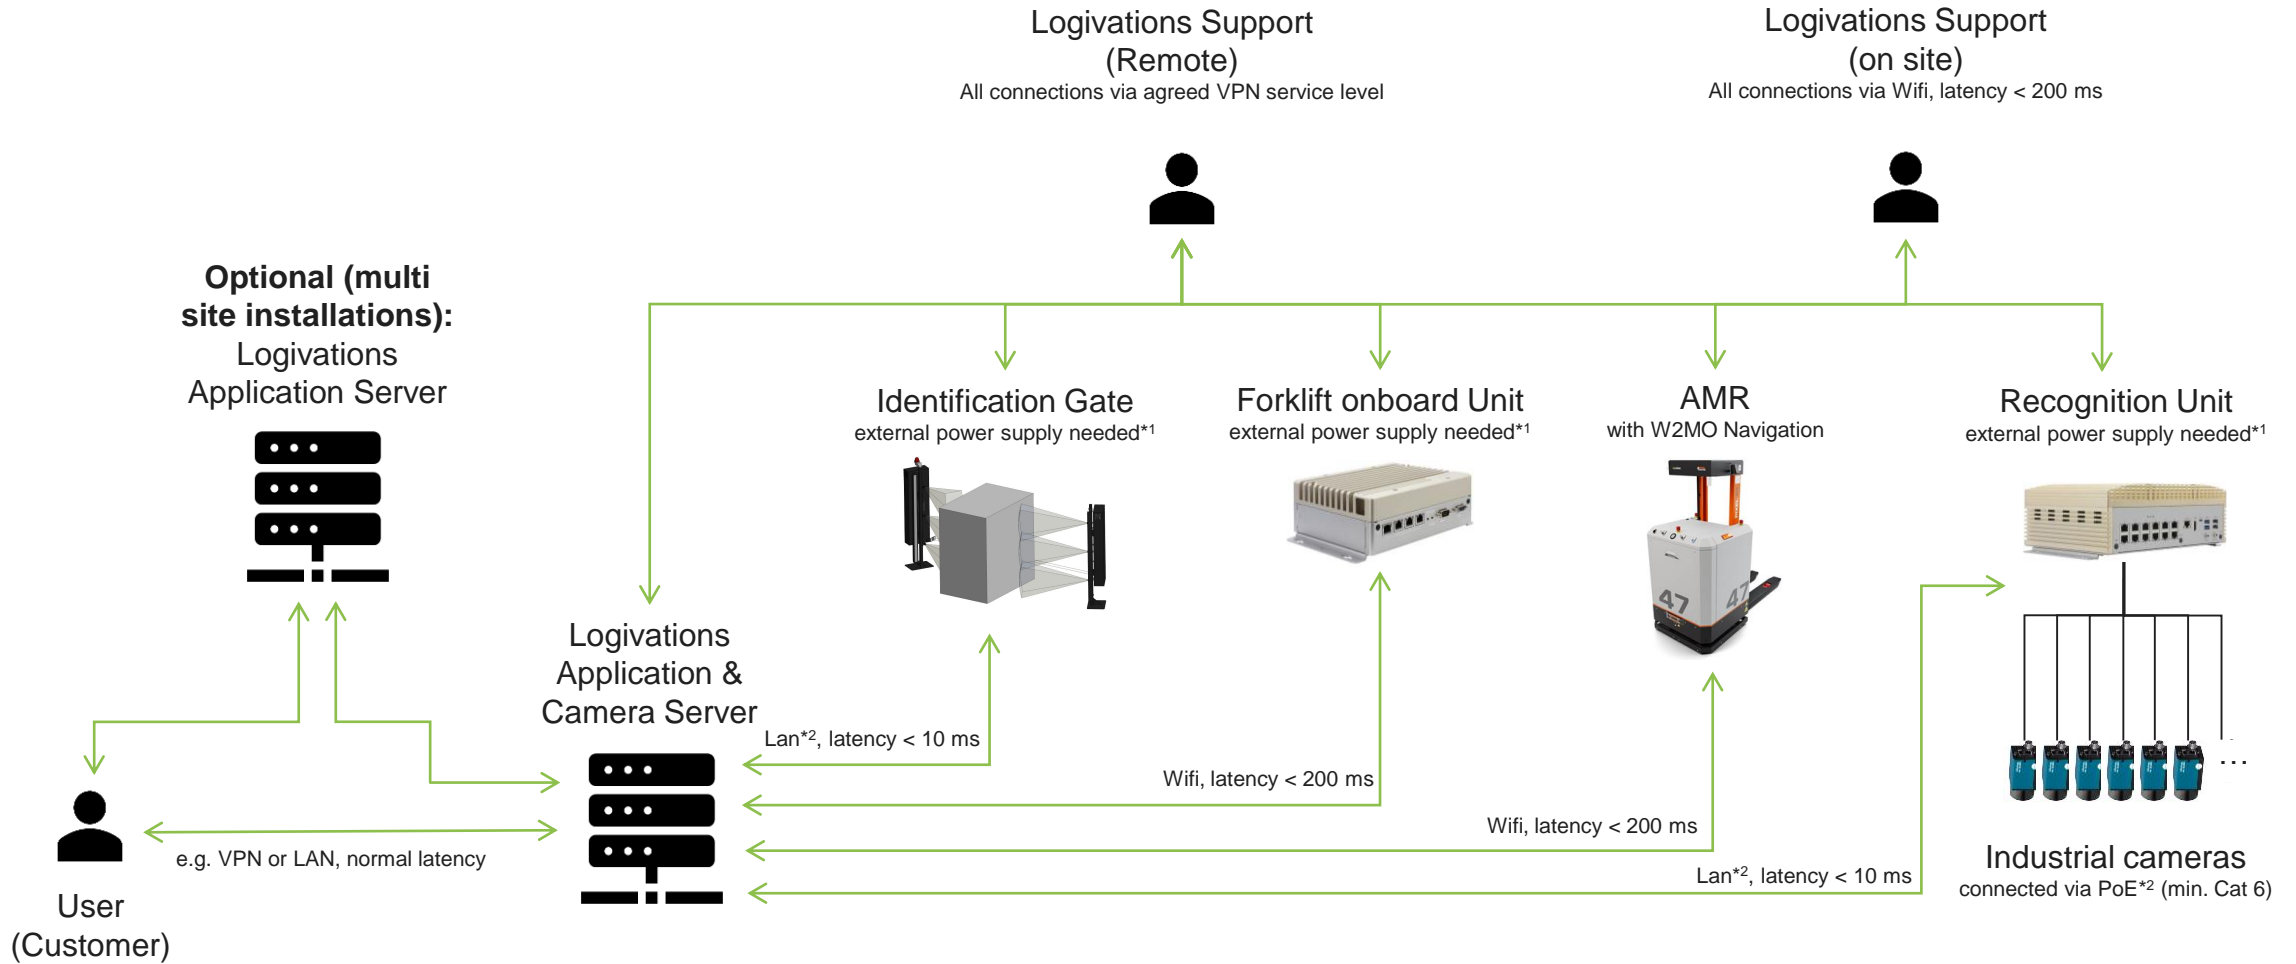 Logivations Support
(Remote)
All connections via agreed VPN service level
Logivations Support
(on site)
All connections via Wifi, latency < 200 ms
Optional (multi
site installations):
Logivations
Application Server
Identification Gate
external power supply needed*1
Forklift onboard Unit
external power supply needed*1
AMR
with W2MO Navigation
Recognition Unit
external power supply needed*1
47
47
Logivations
Application &
Camera Server
Lan*2, latency < 10 ms
Wifi, latency < 200 ms
Wifi, latency < 200 ms
Lan*2, latency < 10 ms
e.g. VPN or LAN, normal latency
User
(Customer)
...
Industrial cameras
connected via PoE*2 (min. Cat 6)